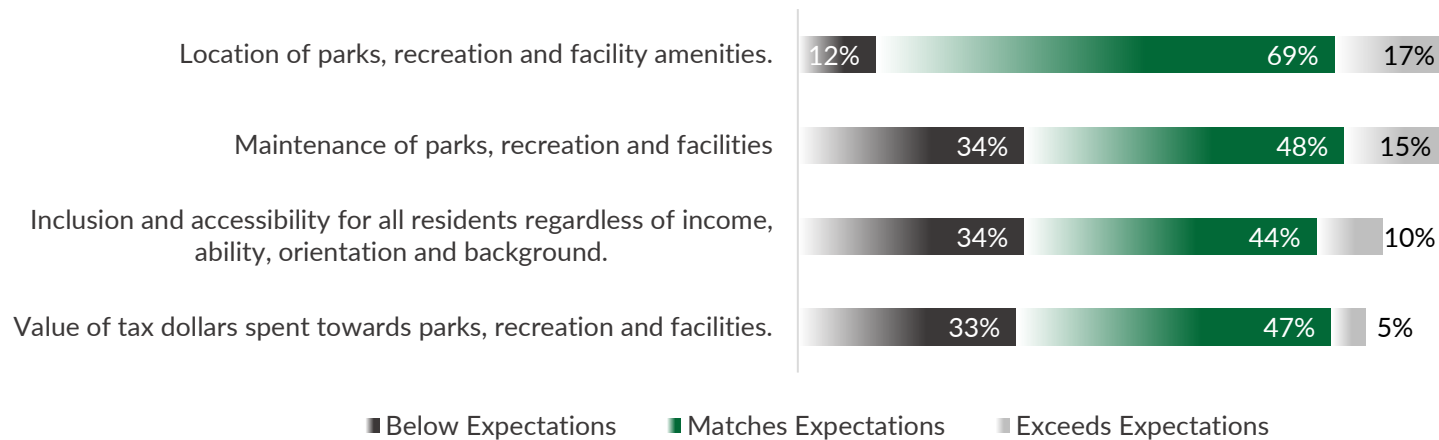 Location of parks, recreation and facility amenities. 12% 69% 17%
Maintenance of parks, recreation and facilities 34% 48% 15%
Inclusion and accessibility for all residents regardless of income,
ability, orientation and background. 34% 44% 10%
Value of tax dollars spent towards parks, recreation and facilities. 33% 47% 5%
Below Expectations Matches Expectations Exceeds Expectations